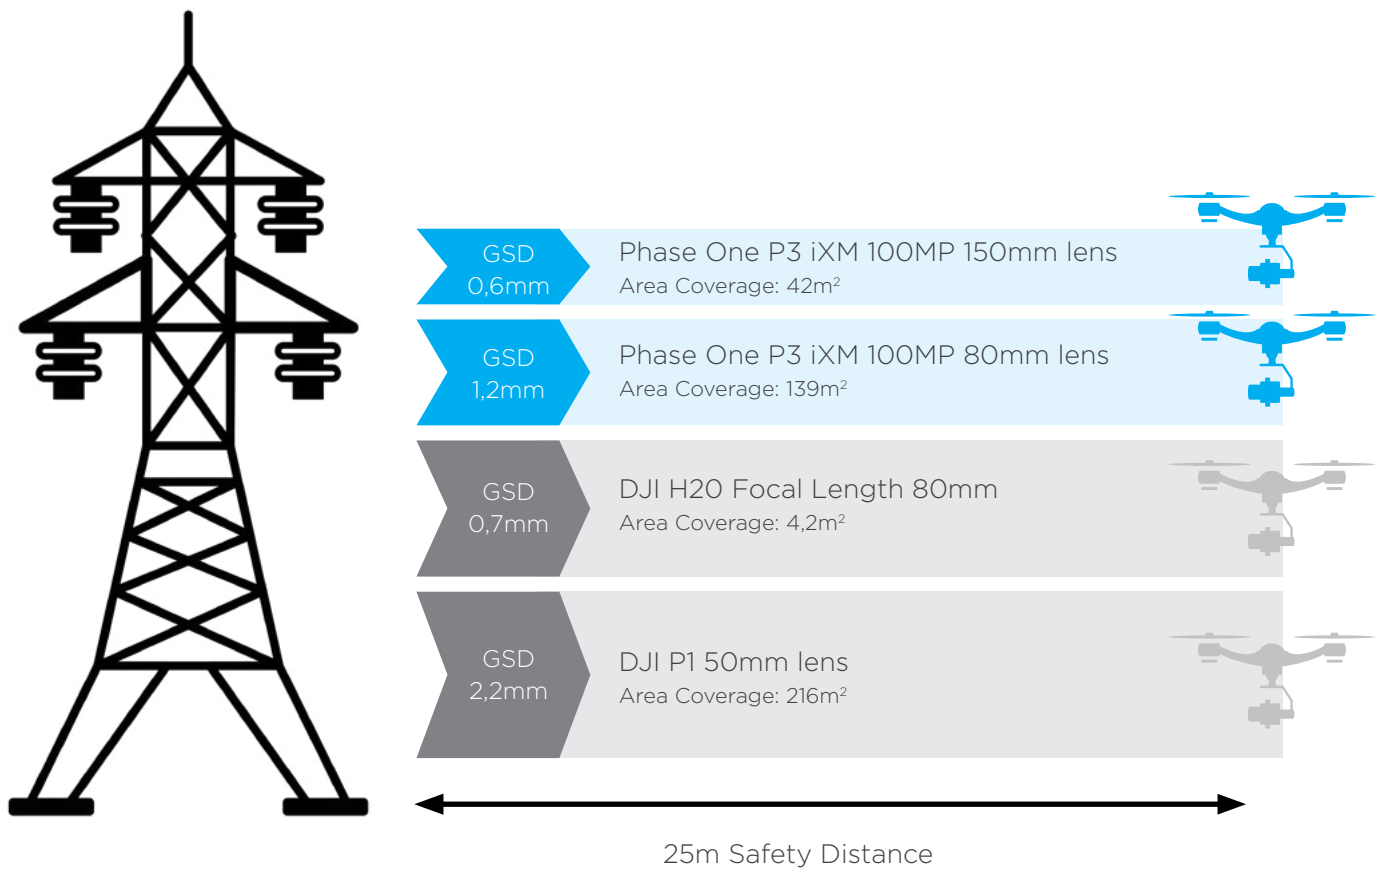 GSD
0,6mm
Phase One P3 iXM 100MP 150mm lens
Area Coverage: 42m²
GSD
1,2mm
Phase One P3 iXM 100MP 80mm lens
Area Coverage: 139m²
GSD
0,7mm
DJI H20 Focal Length 80mm
Area Coverage: 4,2m²
GSD
2,2mm
DJI P1 50mm lens
Area Coverage: 216m²
25m Safety Distance